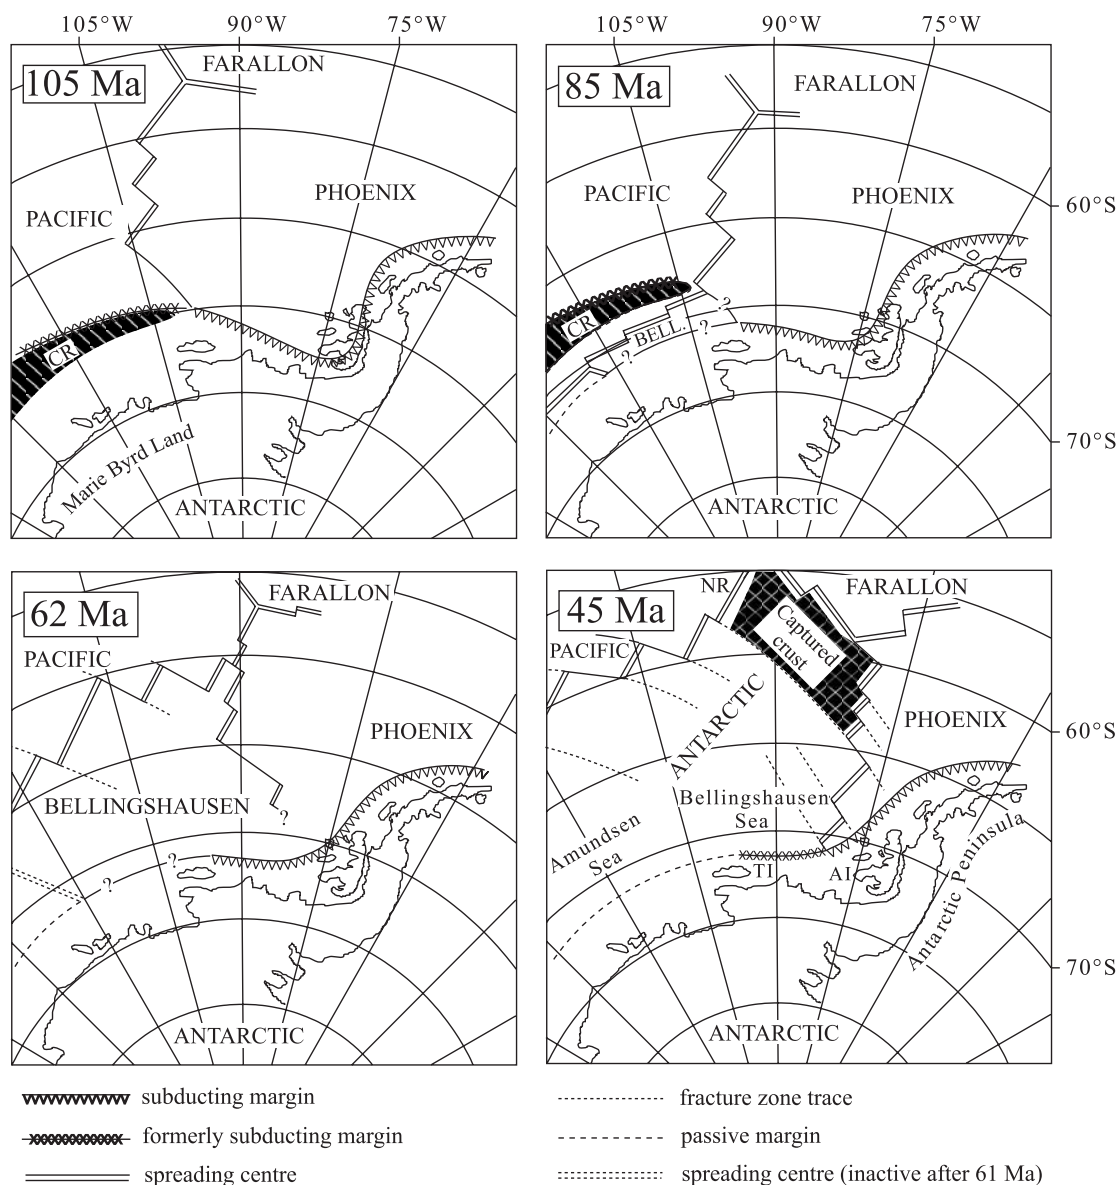 105°W 90°W 75°W
105°W 90°W 75°W
105 Ma
FARALLON
PACIFIC
PHOENIX
CR
Marie Byrd Land
ANTARCTIC
85 Ma
FARALLON
PACIFIC
PHOENIX
60°S
CR
BELL.
?
?
?
70°S
ANTARCTIC
62 Ma
FARALLON
PACIFIC
PHOENIX
BELLINGSHAUSEN
?
?
?
ANTARCTIC
45 Ma
NR
FARALLON
Captured
crust
PACIFIC
ANTARCTIC
PHOENIX
60°S
Bellingshausen
Sea
Amundsen
Sea
TI
AI
Antarctic Peninsula
70°S
ANTARCTIC
subducting margin
formerly subducting margin
spreading centre
fracture zone trace
passive margin
spreading centre (inactive after 61 Ma)